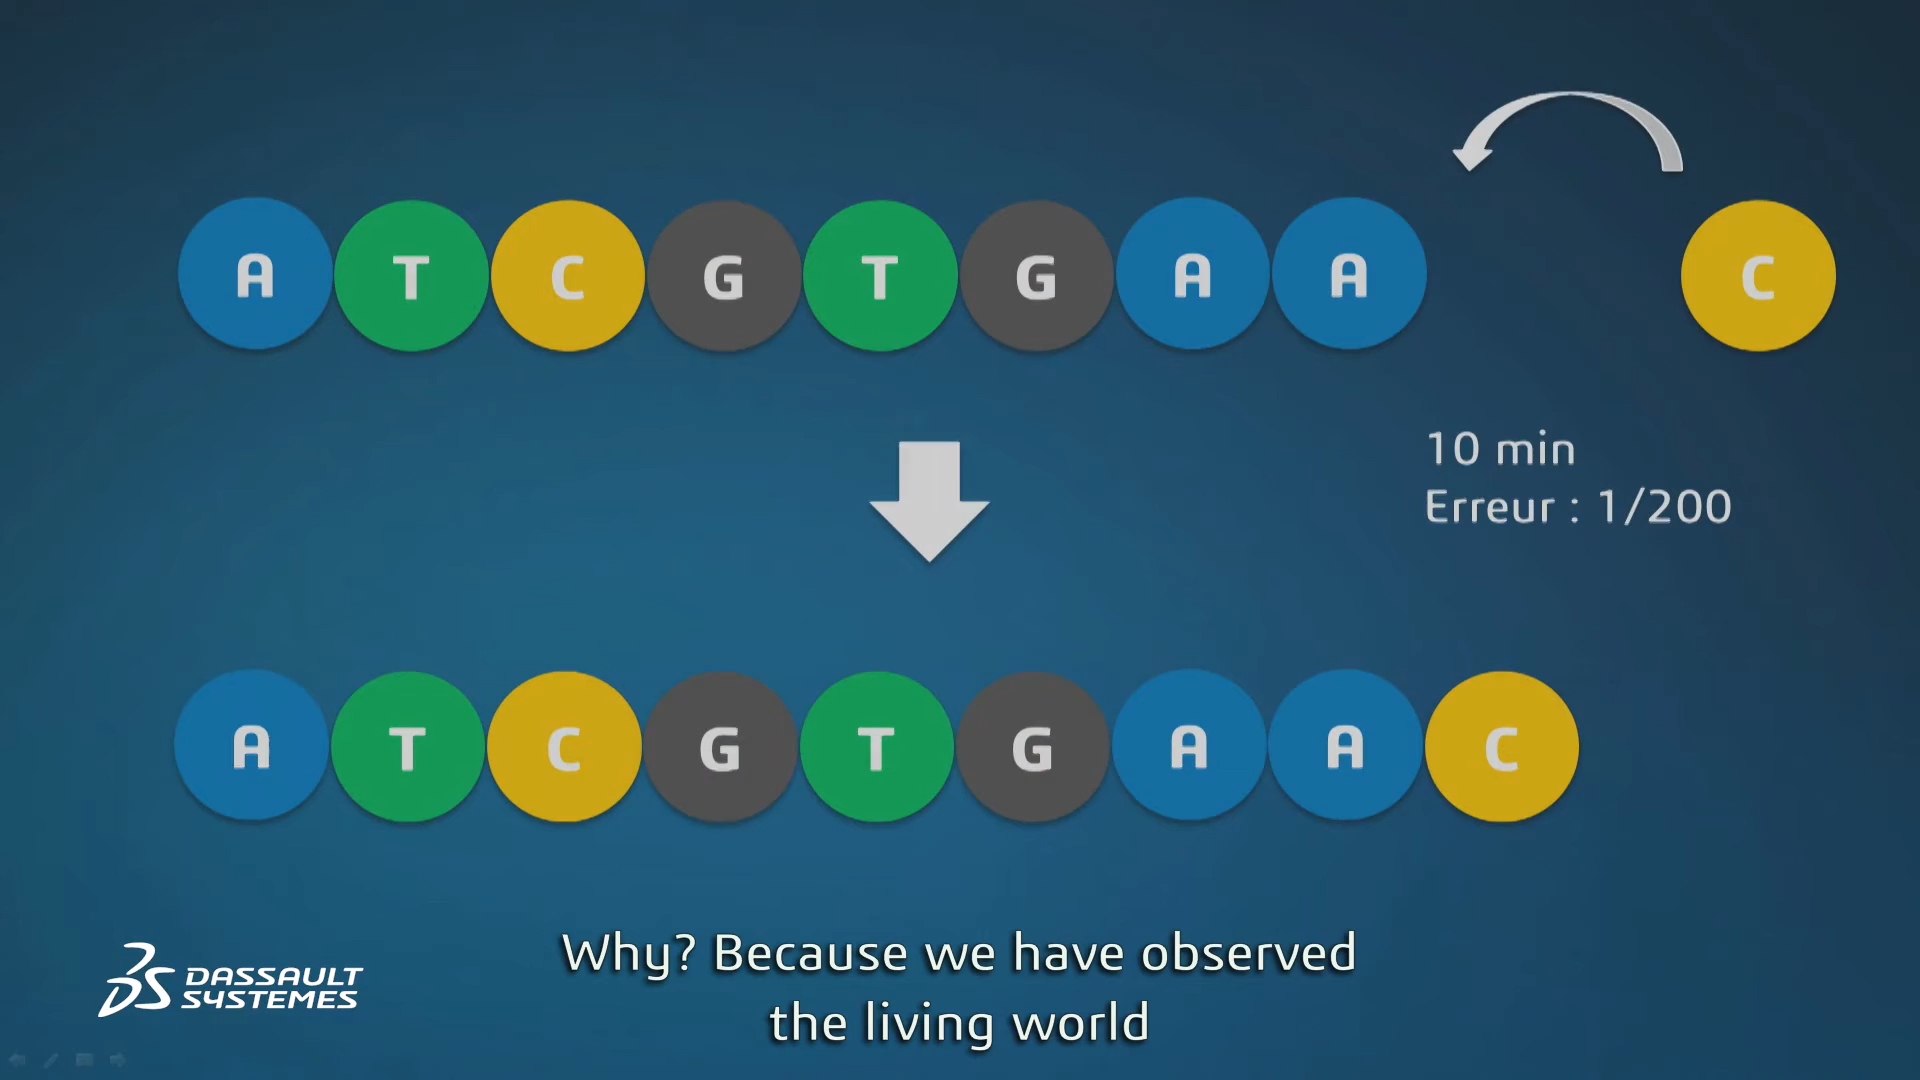 A T C G T G A A C
10 min
Erreur : 1/200
A T C G T G A A C
DASSAULT
SYSTEMES
Why? Because we have observed
the living world